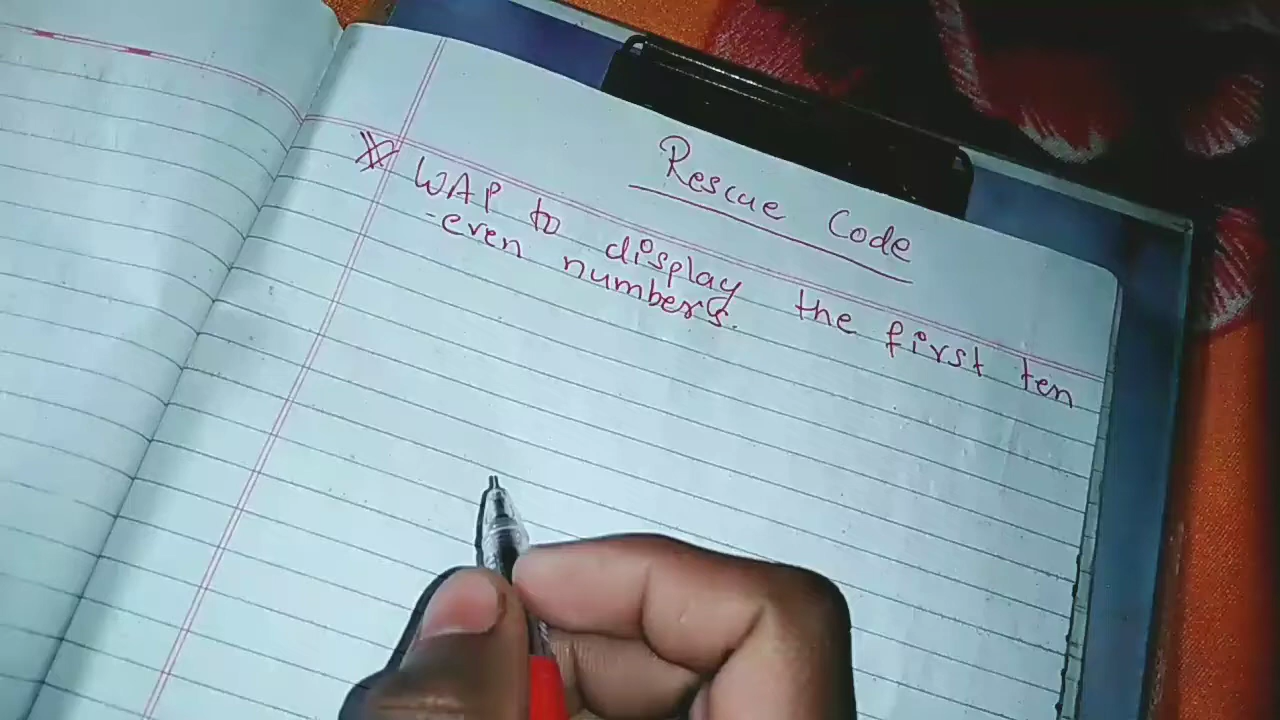 Rescue Code
WAP to display the first ten
-even numbers.